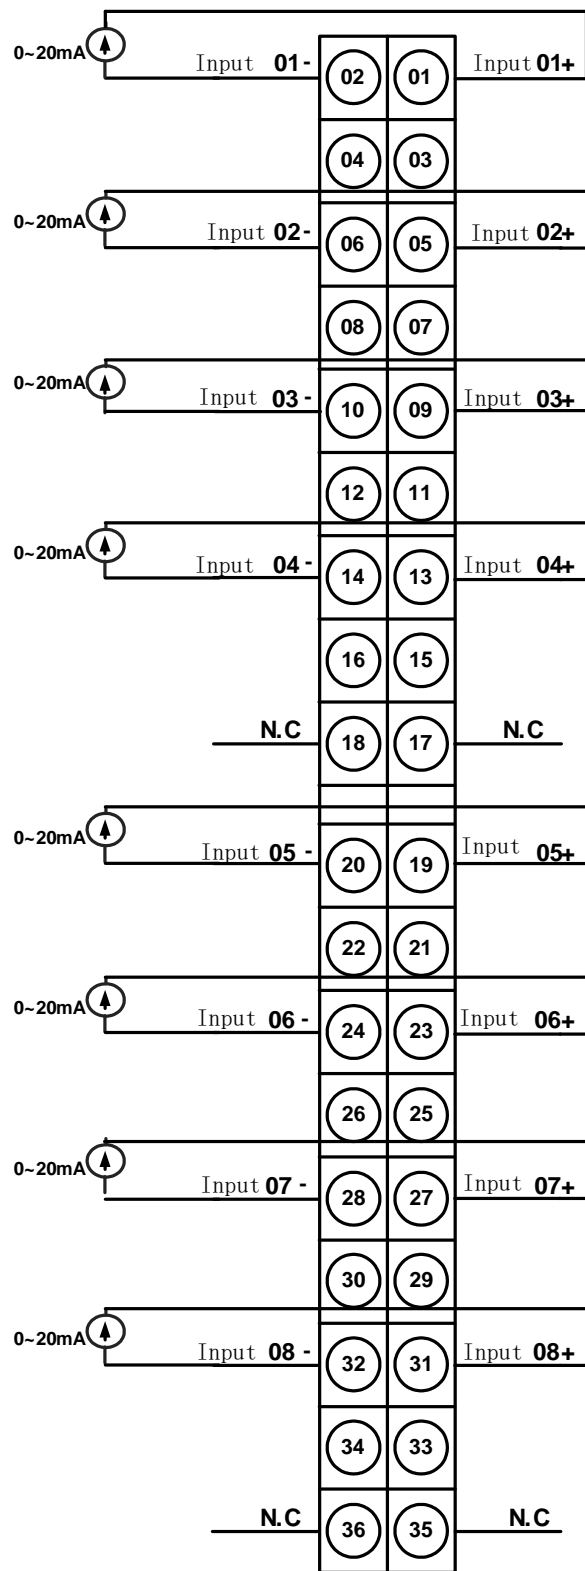 0~20mA Input 01- 02 01 Input 01+
04 03
0~20mA Input 02- 06 05 Input 02+
08 07
0~20mA Input 03 - 10 09 Input 03+
12 11
0~20mA Input 04 - 14 13 Input 04+
16 15
N.C 18 17 N.C
0~20mA Input 05 - 20 19 Input 05+
22 21
0~20mA Input 06 - 24 23 Input 06+
26 25
0~20mA Input 07 - 28 27 Input 07+
30 29
0~20mA Input 08 - 32 31 Input 08+
34 33
N.C 36 35 N.C